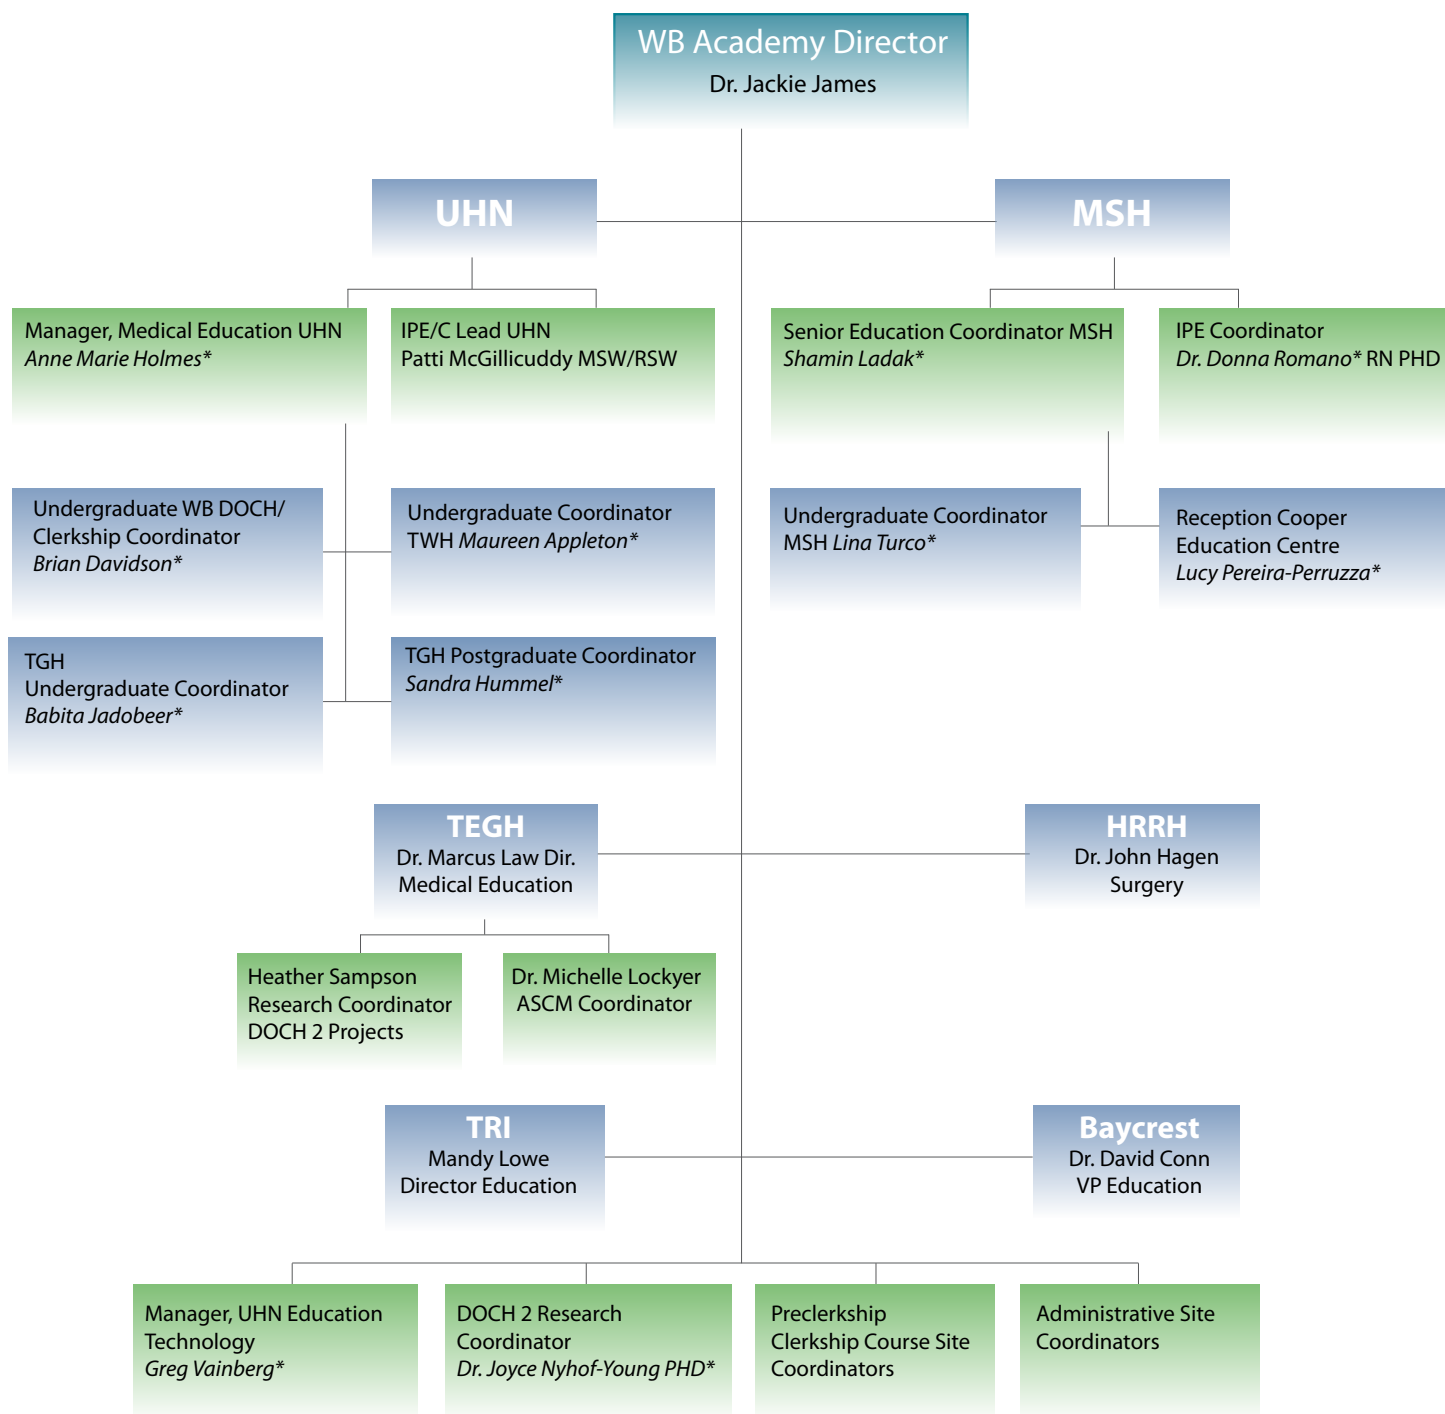 WB Academy Director
Dr. Jackie James
UHN
MSH
Manager, Medical Education UHN
Anne Marie Holmes*
IPE/C Lead UHN
Patti McGillicuddy MSW/RSW
Senior Education Coordinator MSH
Shamin Ladak*
IPE Coordinator
Dr. Donna Romano* RN PHD
Undergraduate WB DOCH/
Clerkship Coordinator
Brian Davidson*
Undergraduate Coordinator
TWH Maureen Appleton*
Undergraduate Coordinator
MSH Lina Turco*
Reception Cooper
Education Centre
Lucy Pereira-Perruzza*
TGH
Undergraduate Coordinator
Babita Jadobeer*
TGH Postgraduate Coordinator
Sandra Hummel*
TEGH
Dr. Marcus Law Dir.
Medical Education
HRRH
Dr. John Hagen
Surgery
Heather Sampson
Research Coordinator
DOCH 2 Projects
Dr. Michelle Lockyer
ASCM Coordinator
TRI
Mandy Lowe
Director Education
Baycrest
Dr. David Conn
VP Education
Manager, UHN Education
Technology
Greg Vainberg*
DOCH 2 Research
Coordinator
Dr. Joyce Nyhof-Young PHD*
Preclerkship
Clerkship Course Site
Coordinators
Administrative Site
Coordinators